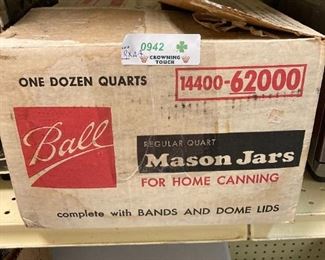 0942
CROWNING
TOUCH
ONE DOZEN QUARTS
14400-62000
Ball
REGULAR QUART
Mason Jars
FOR HOME CANNING
complete with BANDS AND DOME LIDS